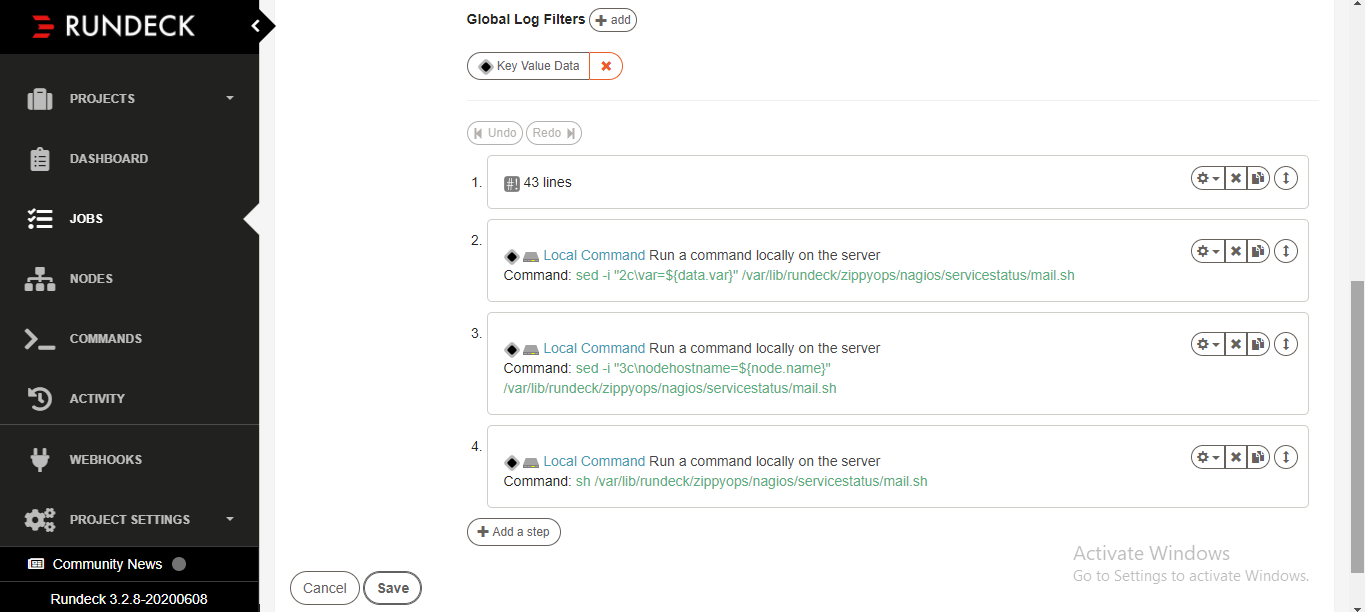 RUNDECK
PROJECTS
DASHBOARD
JOBS
NODES
COMMANDS
ACTIVITY
WEBHOOKS
PROJECT SETTINGS
Community News
Rundeck 3.2.8-20200608
Global Log Filters + add
Key Value Data
Undo Redo
1. #! 43 lines
2.
Local Command Run a command locally on the server
Command: sed -i "2c\var=${data.var}" /var/lib/rundeck/zippyops/nagios/servicestatus/mail.sh
3.
Local Command Run a command locally on the server
Command: sed -i "3c\nodehostname=${node.name}"
/var/lib/rundeck/zippyops/nagios/servicestatus/mail.sh
4.
Local Command Run a command locally on the server
Command: sh /var/lib/rundeck/zippyops/nagios/servicestatus/mail.sh
+ Add a step
Cancel Save
Activate Windows
Go to Settings to activate Windows.